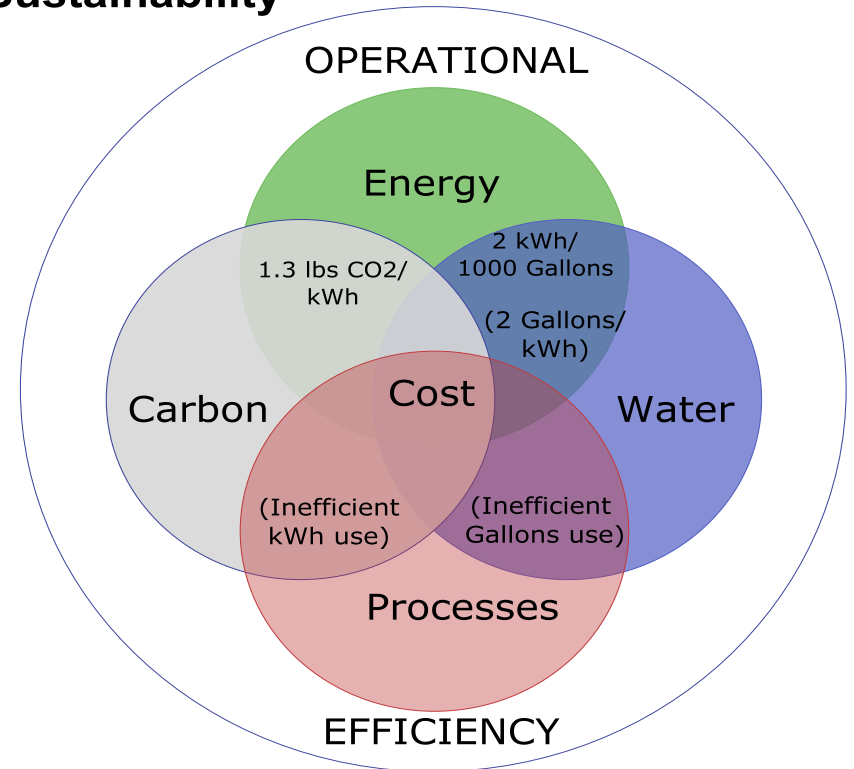 Sustainability
OPERATIONAL
Energy
2 kWh/
1000 Gallons
1.3 lbs CO2/
kWh
(2 Gallons/
kWh)
Cost
Carbon
Water
(Inefficient
kWh use)
(Inefficient
Gallons use)
Processes
EFFICIENCY